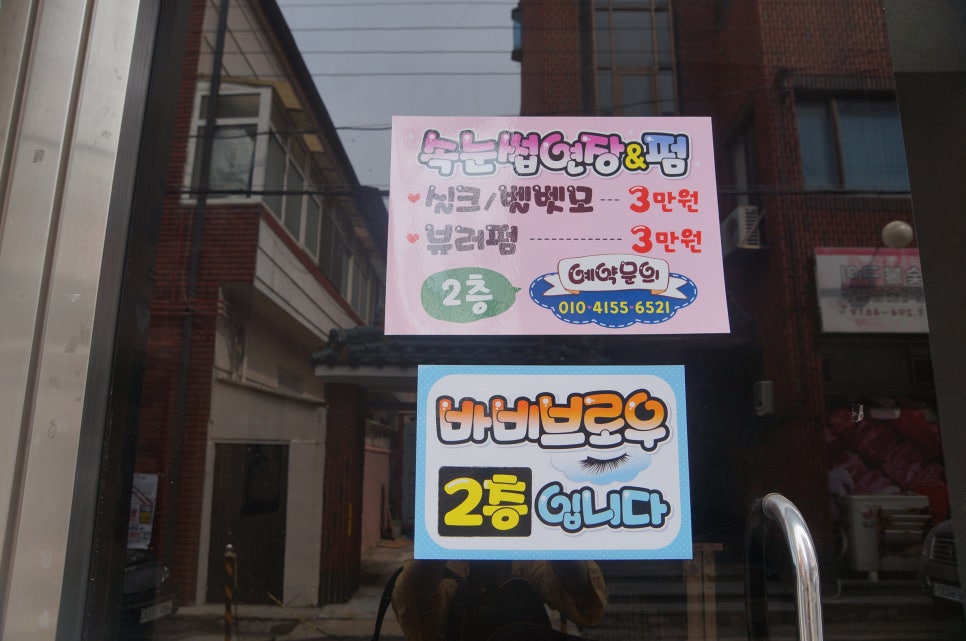 속눈썹연장&펌
♥ 실크/벨벳모 --- 3만원
♥ 뷰러펌 ------------ 3만원
2층
예약문의
010·4155·6521
바비브로우
2층 입니다